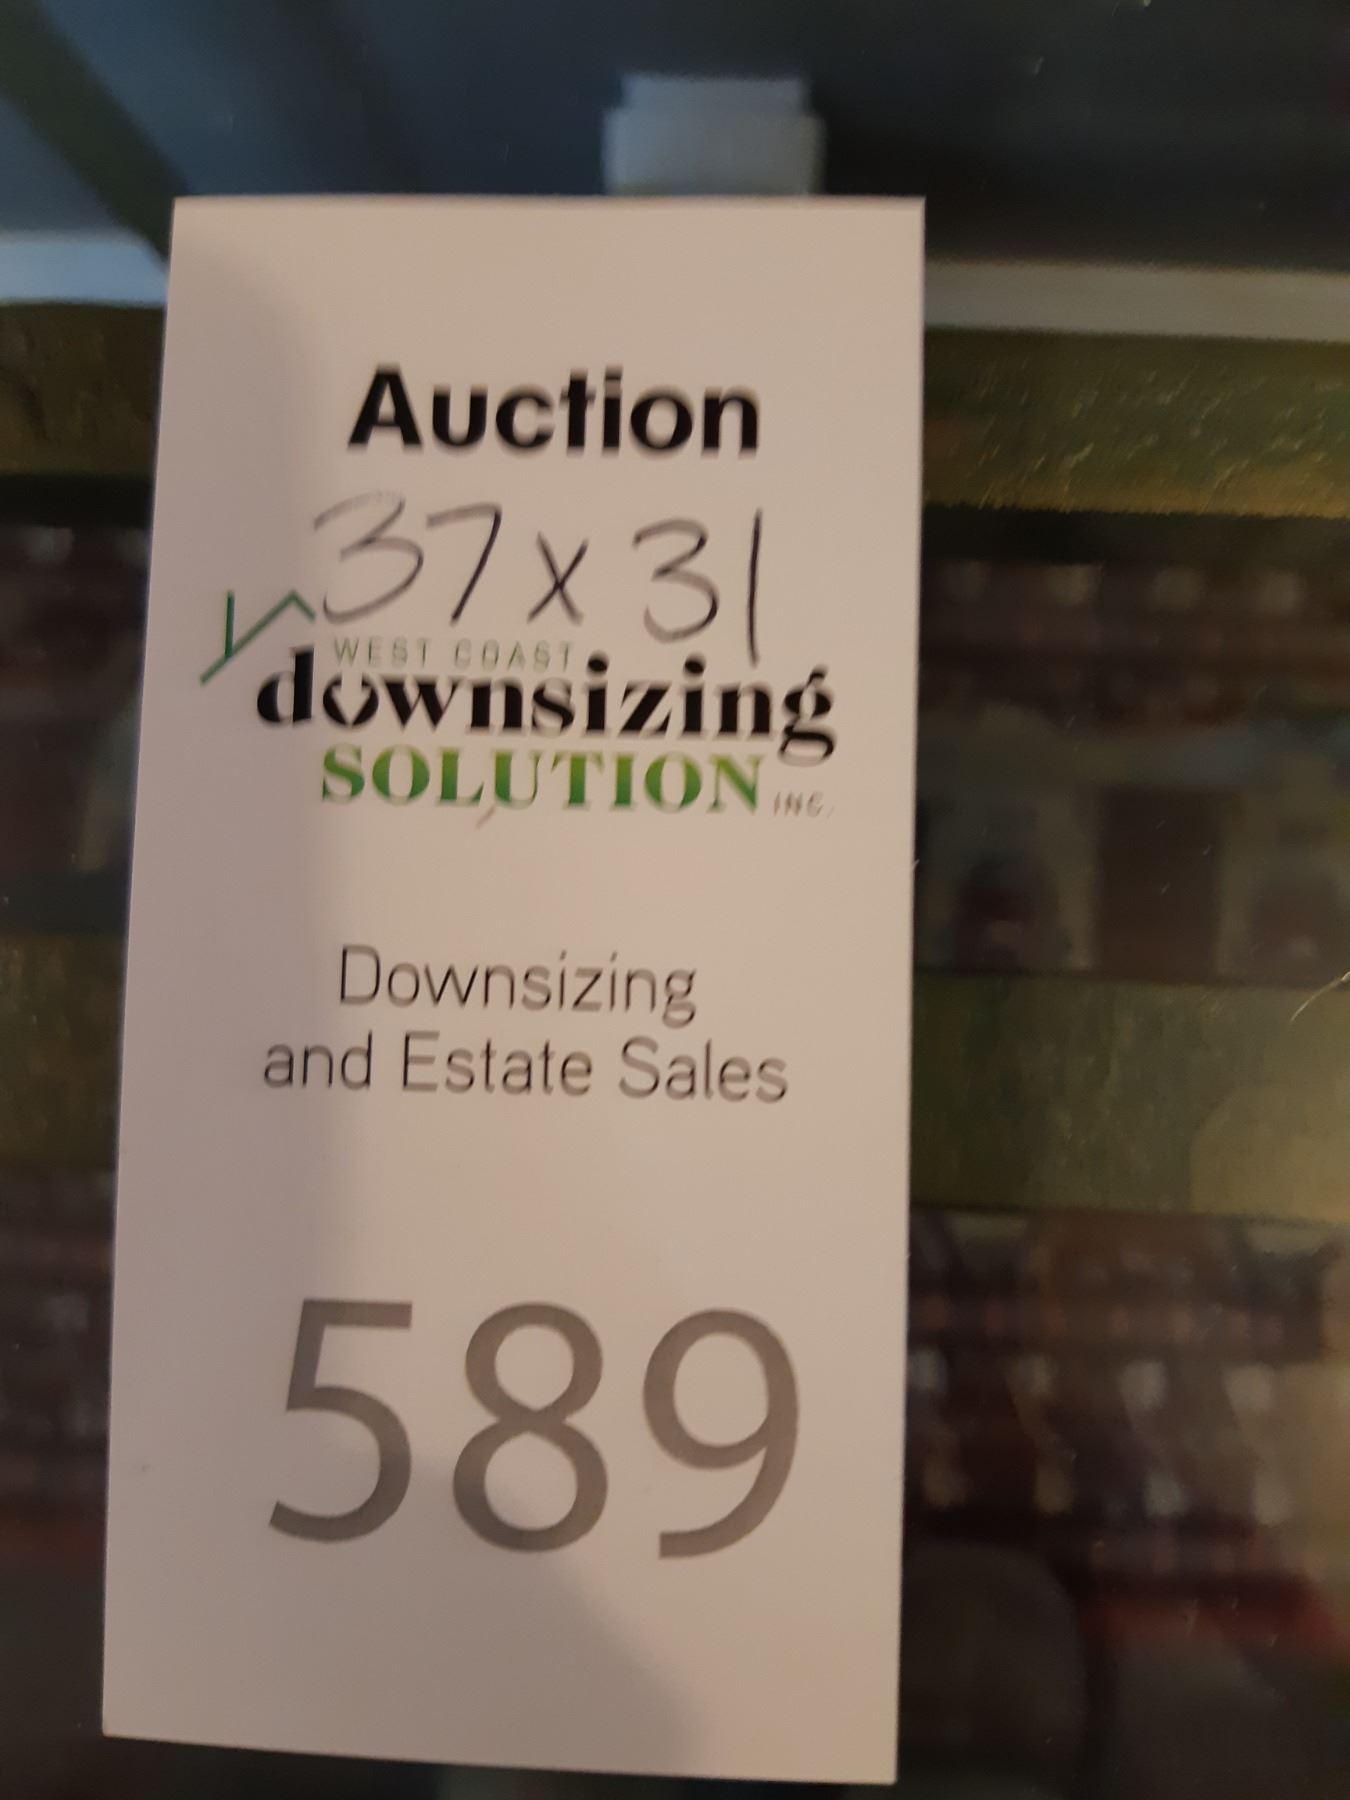 Auction
37 x 31
WEST COAST
downsizing
SOLUTION INC.
Downsizing
and Estate Sales
589